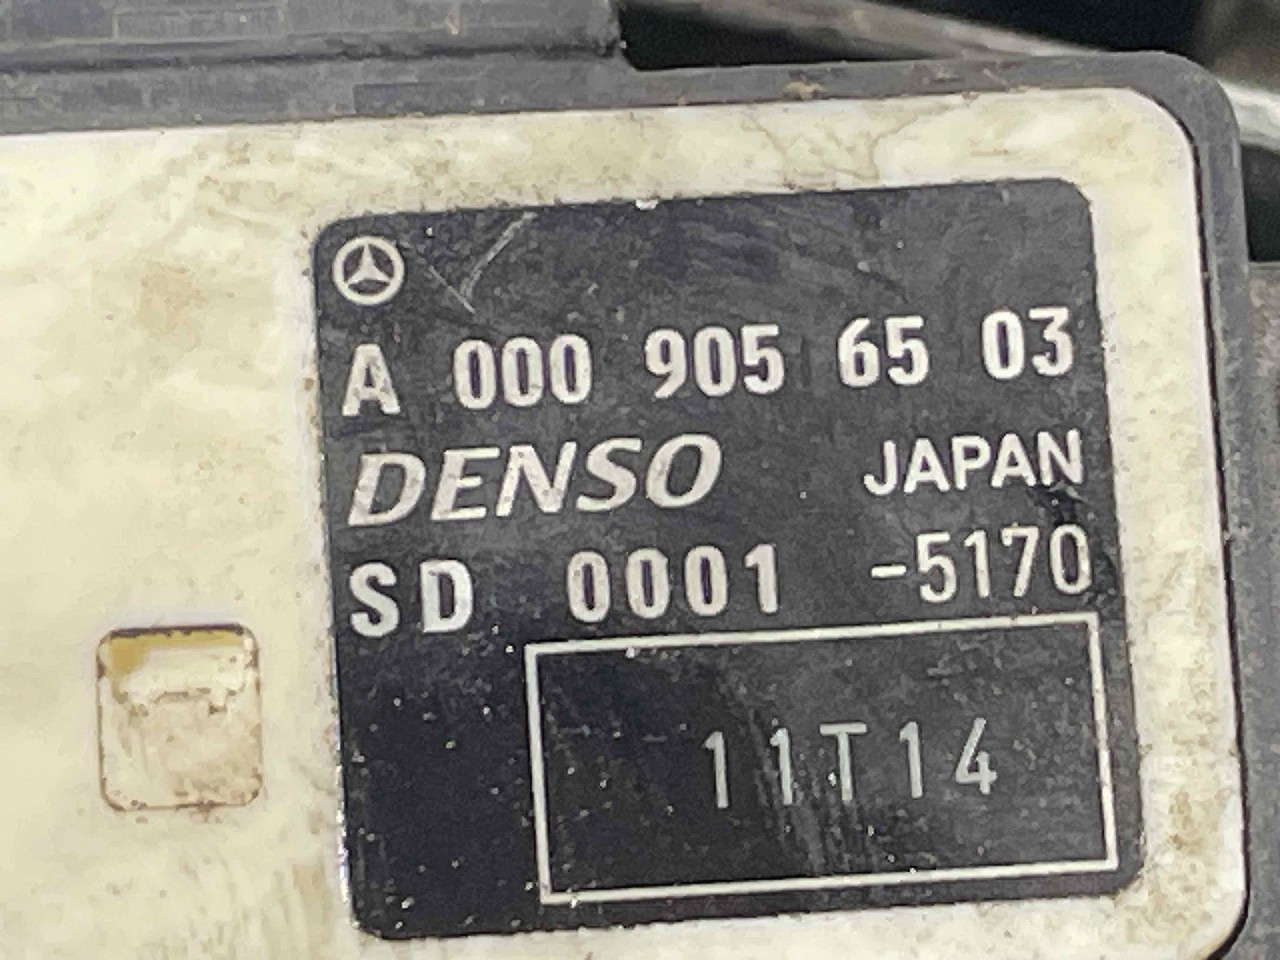 A 000 905 65 03
DENSO JAPAN
SD 0001 -5170
11T14